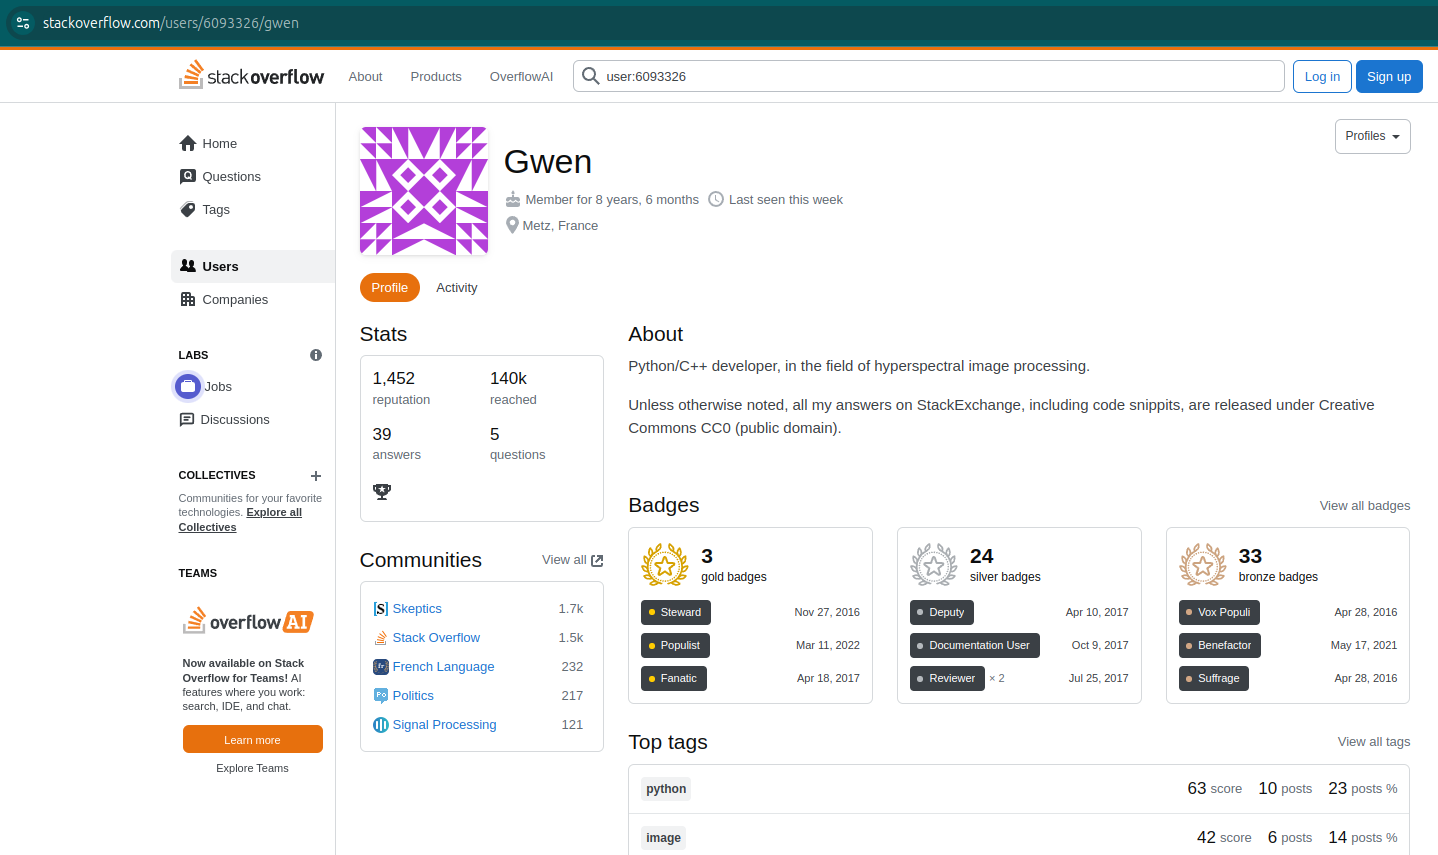 stackoverflow.com/users/6093326/gwen
stackoverflow
About
Products
OverflowAI
user:6093326
Log in
Sign up
Home
Questions
Tags
Users
Companies
LABS
Jobs
Discussions
COLLECTIVES
Communities for your favorite
technologies. Explore all
Collectives
TEAMS
overflowAI
Now available on Stack
Overflow for Teams! AI
features where you work:
search, IDE, and chat.
Learn more
Explore Teams
Profiles
Gwen
Member for 8 years, 6 months
Last seen this week
Metz, France
Profile
Activity
Stats
1,452
reputation
140k
reached
39
answers
5
questions
Communities
View all
Skeptics 1.7k
Stack Overflow 1.5k
French Language 232
Politics 217
Signal Processing 121
About
Python/C++ developer, in the field of hyperspectral image processing.
Unless otherwise noted, all my answers on StackExchange, including code snippits, are released under Creative
Commons CC0 (public domain).
Badges
View all badges
3
gold badges
Steward Nov 27, 2016
Populist Mar 11, 2022
Fanatic Apr 18, 2017
24
silver badges
Deputy Apr 10, 2017
Documentation User Oct 9, 2017
Reviewer × 2 Jul 25, 2017
33
bronze badges
Vox Populi Apr 28, 2016
Benefactor May 17, 2021
Suffrage Apr 28, 2016
Top tags
View all tags
python 63 score 10 posts 23 posts %
image 42 score 6 posts 14 posts %